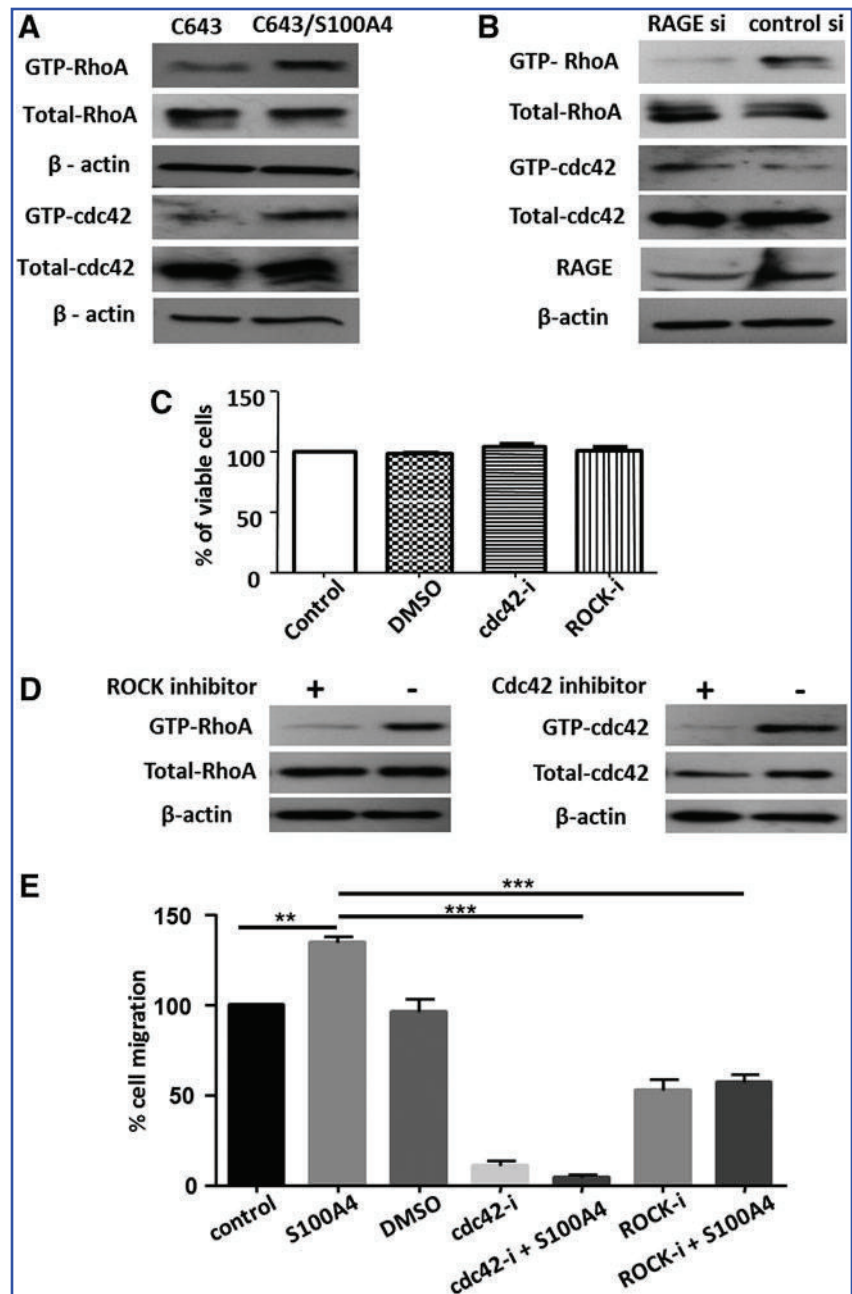 A
C643 C643/S100A4
GTP-RhoA
Total-RhoA
β - actin
GTP-cdc42
Total-cdc42
β - actin
B
RAGE si control si
GTP- RhoA
Total-RhoA
GTP-cdc42
Total-cdc42
RAGE
β-actin
C
% of viable cells
150
100
50
0
Control
DMSO
cdc42-i
ROCK-i
D
ROCK inhibitor + -
GTP-RhoA
Total-RhoA
β-actin
Cdc42 inhibitor + -
GTP-cdc42
Total-cdc42
β-actin
E
% cell migration
150
100
50
0
**
***
***
control
S100A4
DMSO
cdc42-i
cdc42-i + S100A4
ROCK-i
ROCK-i + S100A4